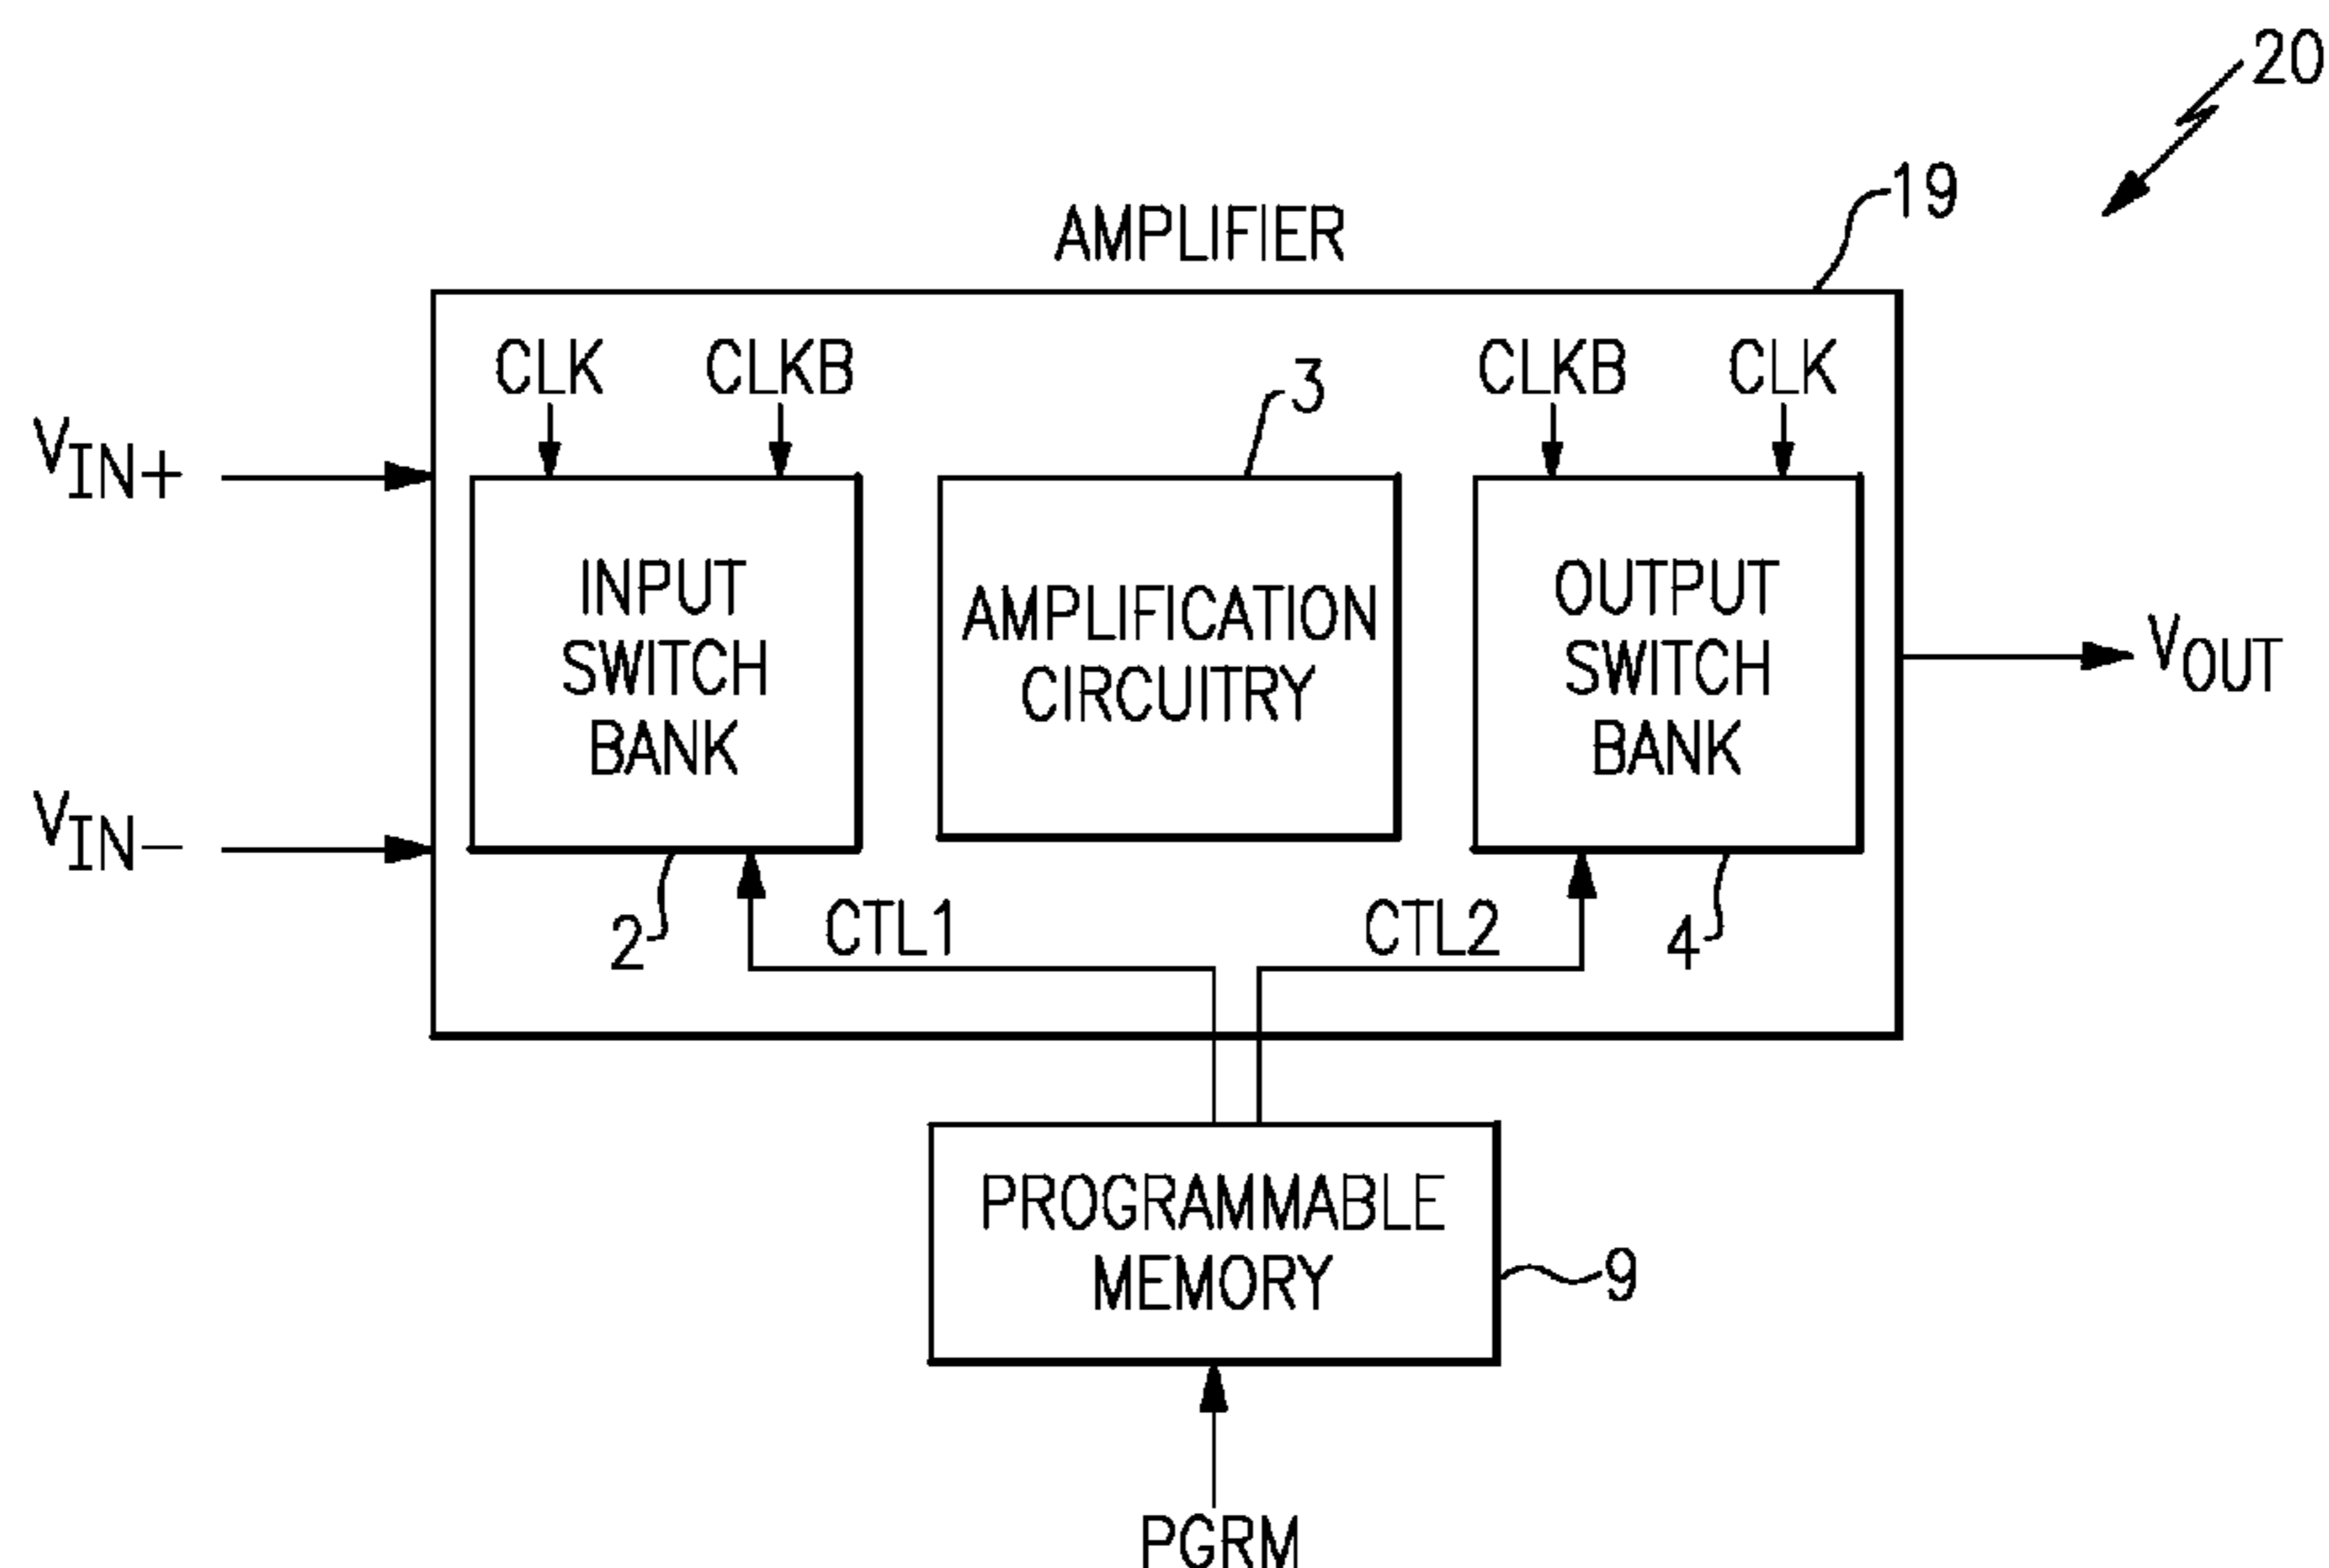 20
19
AMPLIFIER
CLK CLKB CLKB CLK
3
VIN+
INPUT
SWITCH
BANK
AMPLIFICATION
CIRCUITRY
OUTPUT
SWITCH
BANK
VOUT
VIN-
2 CTL1 CTL2 4
PROGRAMMABLE
MEMORY
9
PGRM